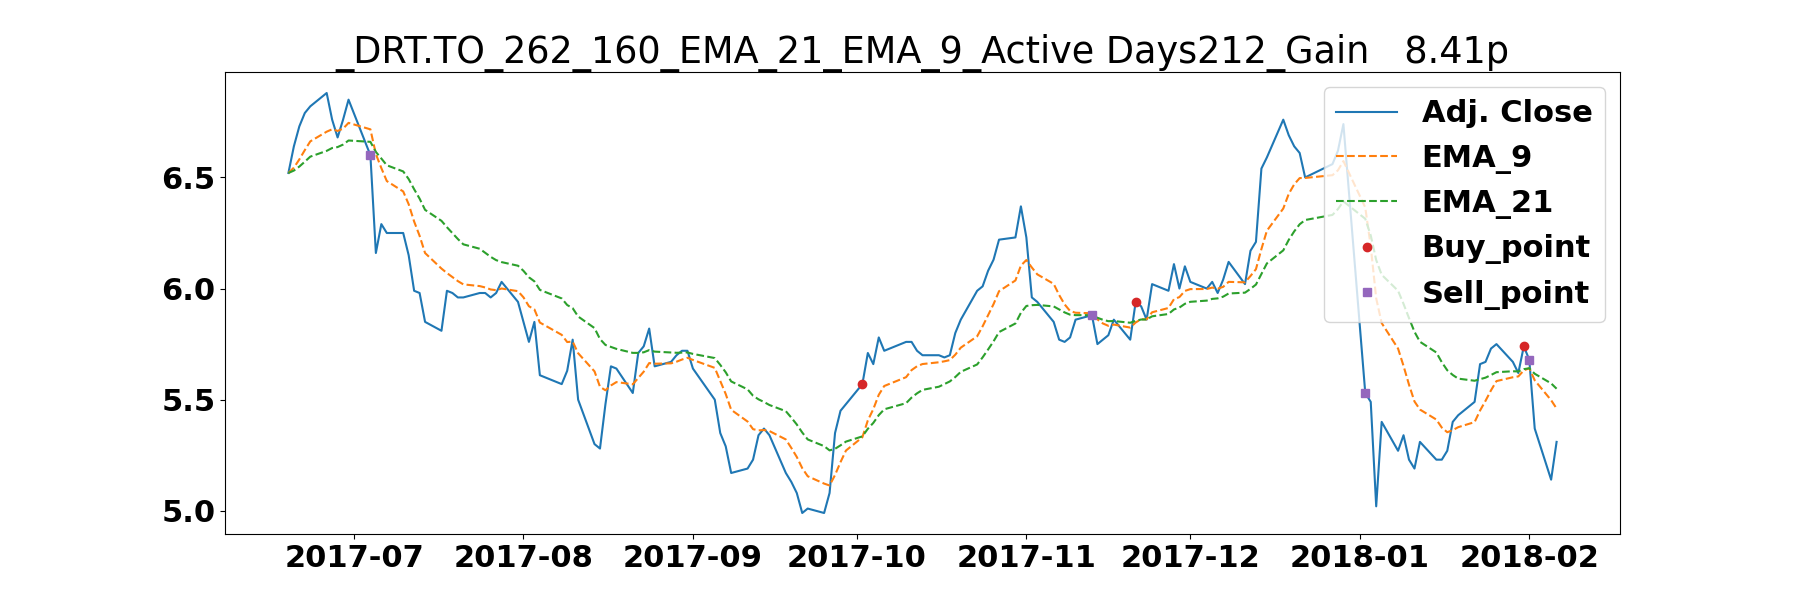 _DRT.TO_262_160_EMA_21_EMA_9_Active Days212_Gain   8.41p
Adj. Close
EMA_9
EMA_21
Buy_point
Sell_point
6.5
6.0
5.5
5.0
2017-07 2017-08 2017-09 2017-10 2017-11 2017-12 2018-01 2018-02